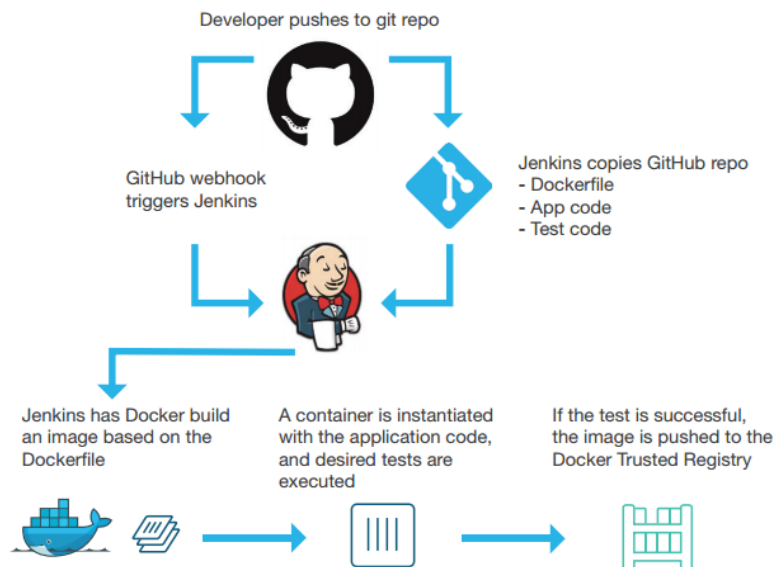 Developer pushes to git repo
GitHub webhook
triggers Jenkins
Jenkins copies GitHub repo
- Dockerfile
- App code
- Test code
Jenkins has Docker build
an image based on the
Dockerfile
A container is instantiated
with the application code,
and desired tests are
executed
If the test is successful,
the image is pushed to the
Docker Trusted Registry